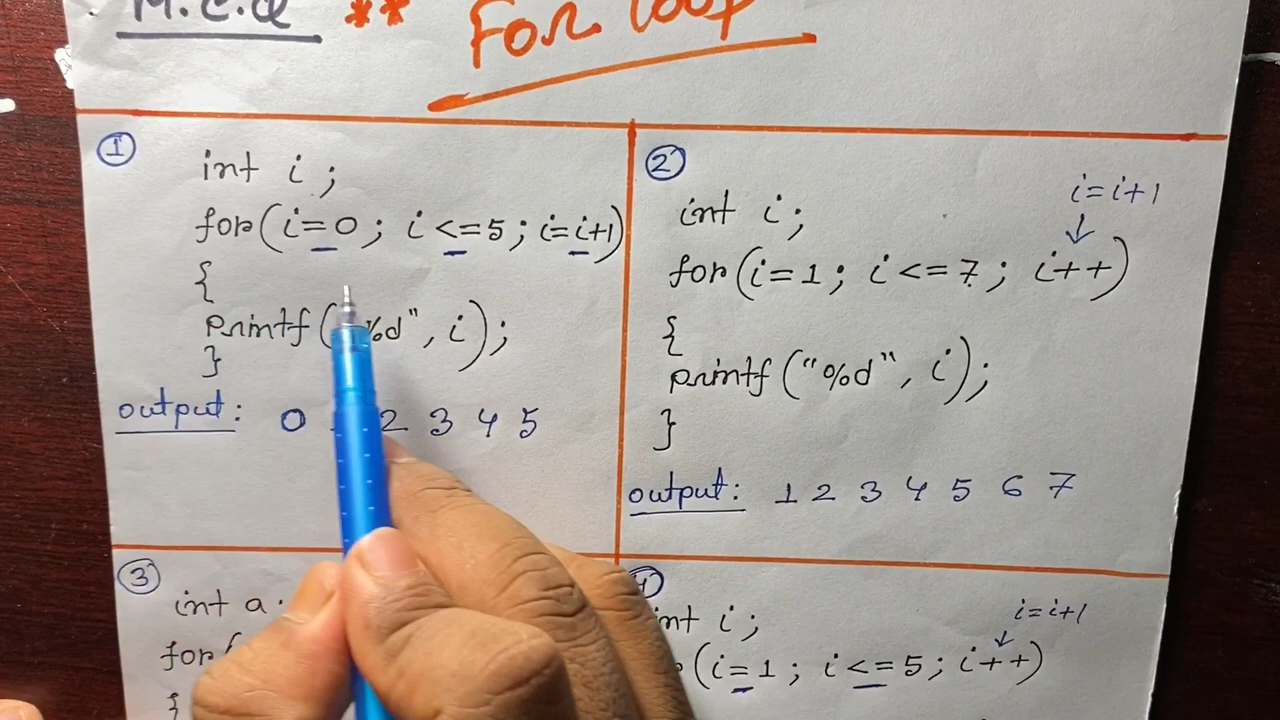 M.C.Q ** For loop
①
int i;
for(i=0; i<=5; i=i+1)
{
printf( %d", i);
}
output: 0 2 3 4 5
②
i=i+1
↓
int i;
for(i=1; i<=7; i++)
{
printf("%d", i);
}
output: 1 2 3 4 5 6 7
③
int a
for(
{
int i;
i=i+1
↓
(i=1; i<=5; i++)